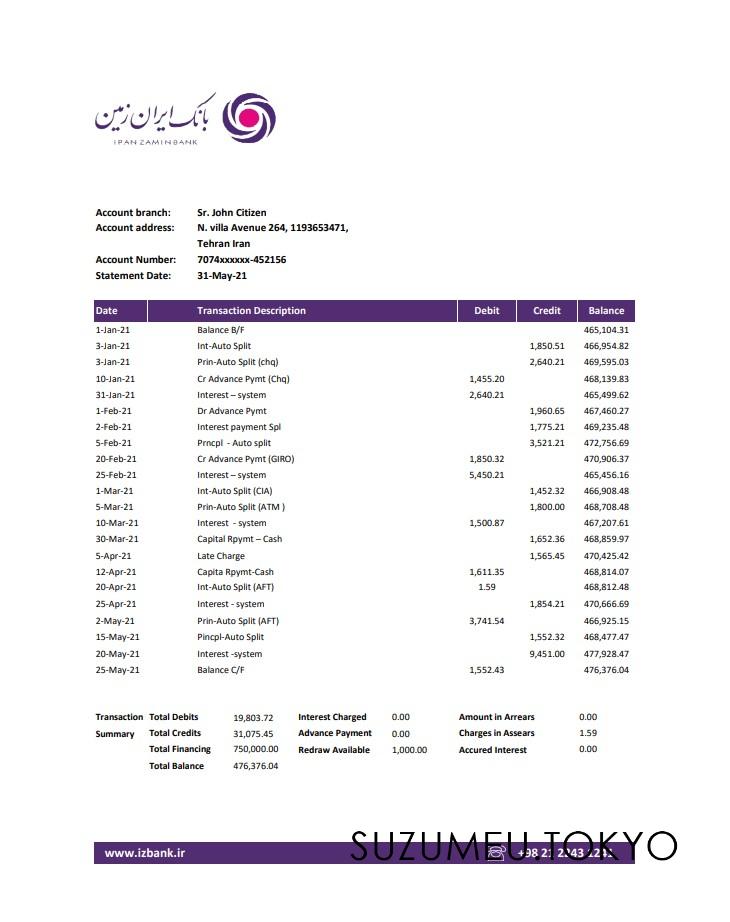 بانک ایران زمین
IRAN ZAMIN BANK
Account branch: Sr. John Citizen
Account address: N. villa Avenue 264, 1193653471,
Tehran Iran
Account Number: 7074xxxxxx-452156
Statement Date: 31-May-21
Date Transaction Description Debit Credit Balance
1-Jan-21 Balance B/F 465,104.31
3-Jan-21 Int-Auto Split 1,850.51 466,954.82
3-Jan-21 Prin-Auto Split (chq) 2,640.21 469,595.03
10-Jan-21 Cr Advance Pymt (Chq) 1,455.20 468,139.83
31-Jan-21 Interest – system 2,640.21 465,499.62
1-Feb-21 Dr Advance Pymt 1,960.65 467,460.27
2-Feb-21 Interest payment Spl 1,775.21 469,235.48
5-Feb-21 Prncpl - Auto split 3,521.21 472,756.69
20-Feb-21 Cr Advance Pymt (GIRO) 1,850.32 470,906.37
25-Feb-21 Interest – system 5,450.21 465,456.16
1-Mar-21 Int-Auto Split (CIA) 1,452.32 466,908.48
5-Mar-21 Prin-Auto Split (ATM ) 1,800.00 468,708.48
10-Mar-21 Interest - system 1,500.87 467,207.61
30-Mar-21 Capital Rpymt – Cash 1,652.36 468,859.97
5-Apr-21 Late Charge 1,565.45 470,425.42
12-Apr-21 Capita Rpymt-Cash 1,611.35 468,814.07
20-Apr-21 Int-Auto Split (AFT) 1.59 468,812.48
25-Apr-21 Interest - system 1,854.21 470,666.69
2-May-21 Prin-Auto Split (AFT) 3,741.54 466,925.15
15-May-21 Pincpl-Auto Split 1,552.32 468,477.47
20-May-21 Interest -system 9,451.00 477,928.47
25-May-21 Balance C/F 1,552.43 476,376.04
Transaction Total Debits 19,803.72 Interest Charged 0.00 Amount in Arrears 0.00
Summary Total Credits 31,075.45 Advance Payment 0.00 Charges in Assears 1.59
Total Financing 750,000.00 Redraw Available 1,000.00 Accured Interest 0.00
Total Balance 476,376.04
SUZUMEU.TOKYO
www.izbank.ir +98 21